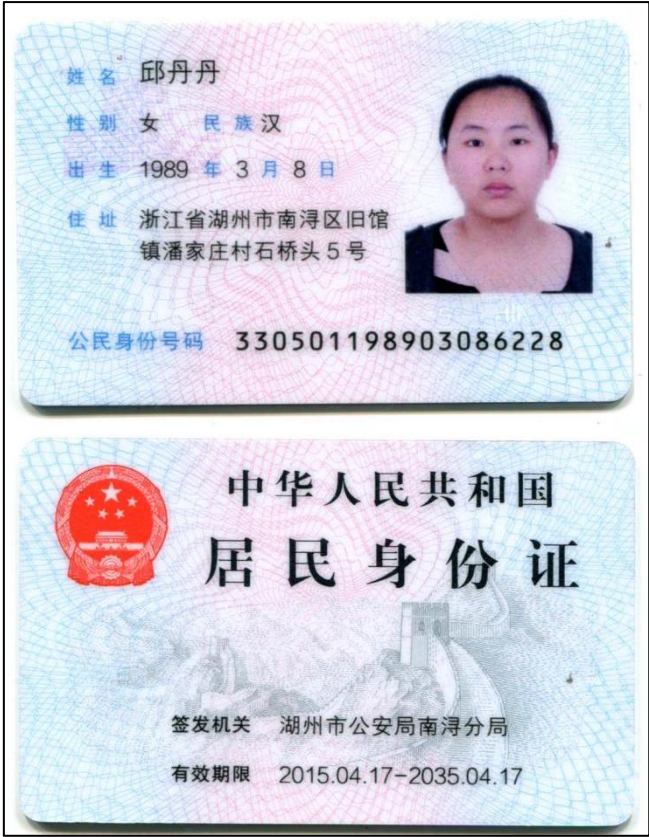 姓名 邱丹丹
性别 女 民族 汉
出生 1989 年 3 月 8 日
住址 浙江省湖州市南浔区旧馆
镇潘家庄村石桥头5号
公民身份号码 330501198903086228
中华人民共和国
居民身份证
签发机关 湖州市公安局南浔分局
有效期限 2015.04.17-2035.04.17